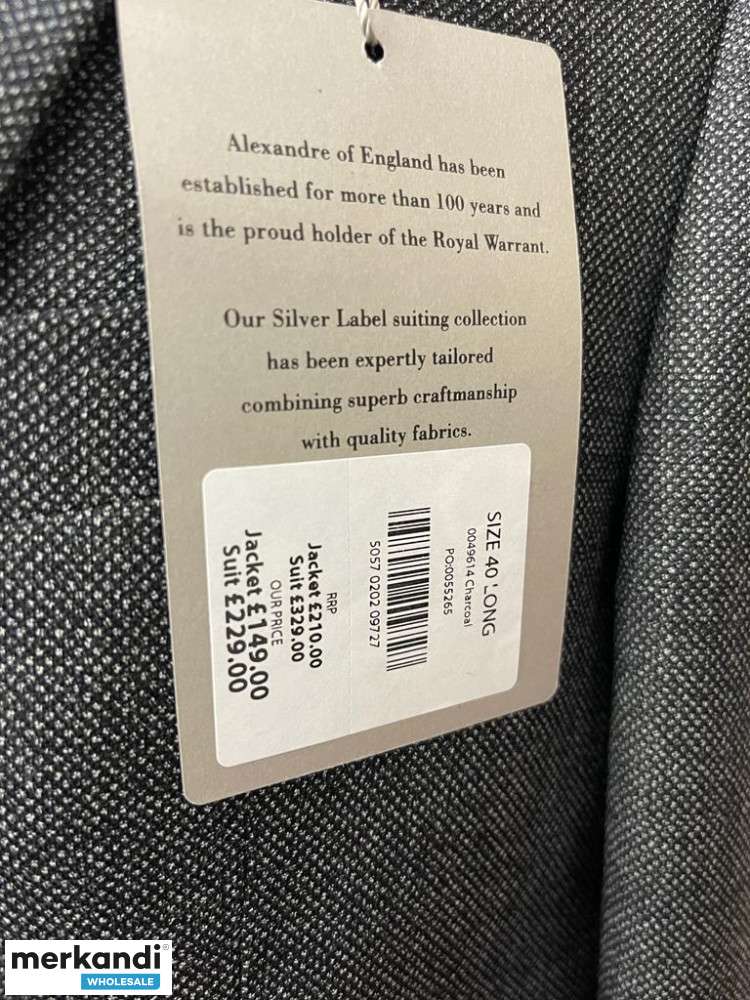 Alexandre of England has been
established for more than 100 years and
is the proud holder of the Royal Warrant.
Our Silver Label suiting collection
has been expertly tailored
combining superb craftmanship
with quality fabrics.
SIZE 40 LONG
0049614 Charcoal
PO:0055265
5057 0202 09727
RRP
Jacket £210.00
Suit £329.00
OUR PRICE
Jacket £149.00
Suit £229.00
merkandi®
WHOLESALE